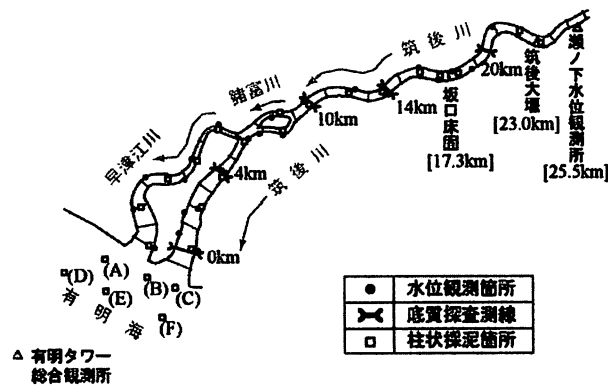 筑後川
諸富川
早津江川
筑後川
20km
14km
10km
4km
0km
坂口床固
[17.3km]
筑後大堰
[23.0km]
△瀬ノ下水位観測所
[25.5km]
(A)
(B)
(C)
(D)
(E)
(F)
有明海
△ 有明タワー
総合観測所
● 水位観測箇所
底質探査測線
□ 柱状採泥箇所